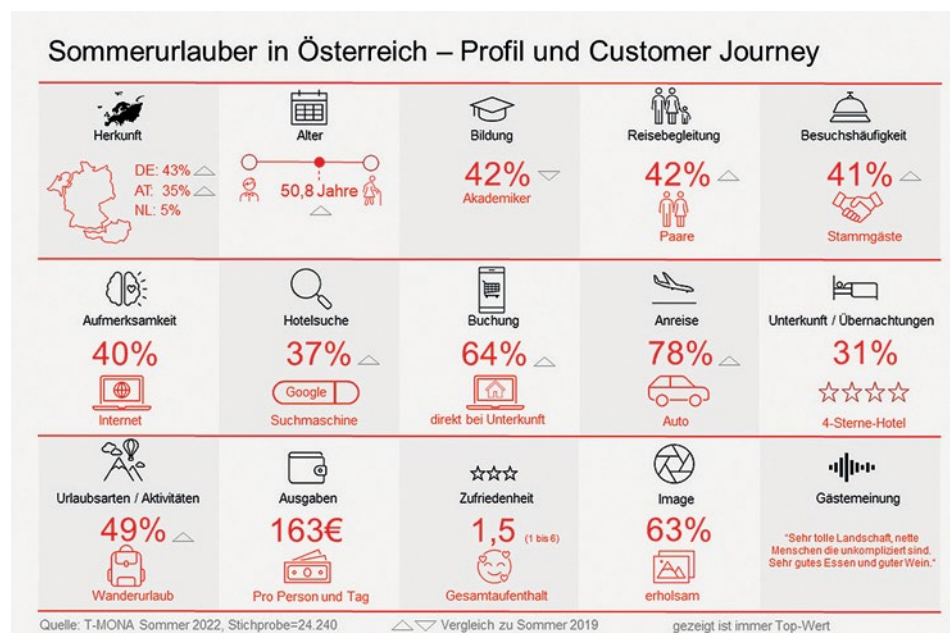 Sommerurlauber in Österreich – Profil und Customer Journey
Herkunft
DE: 43%
AT: 35%
NL: 5%
Alter
50,8 Jahre
Bildung
42%
Akademiker
Reisebegleitung
42%
Paare
Besuchshäufigkeit
41%
Stammgäste
Aufmerksamkeit
40%
Internet
Hotelsuche
37%
Google
Suchmaschine
Buchung
64%
direkt bei Unterkunft
Anreise
78%
Auto
Unterkunft / Übernachtungen
31%
4-Sterne-Hotel
Urlaubsarten / Aktivitäten
49%
Wanderurlaub
Ausgaben
163€
Pro Person und Tag
Zufriedenheit
1,5 (1 bis 6)
Gesamtaufenthalt
Image
63%
erholsam
Gästemeinung
"Sehr tolle Landschaft, nette
Menschen die unkompliziert sind.
Sehr gutes Essen und guter Wein."
Quelle: T-MONA Sommer 2022, Stichprobe=24.240
Vergleich zu Sommer 2019
gezeigt ist immer Top-Wert